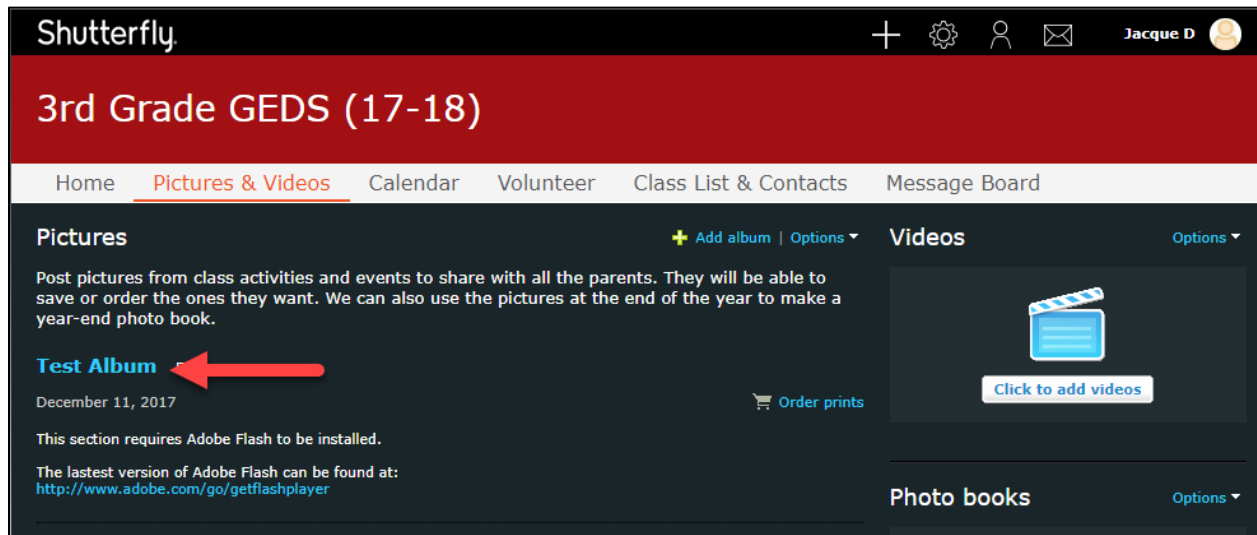 Shutterfly.
Jacque D
3rd Grade GEDS (17-18)
Home Pictures & Videos Calendar Volunteer Class List & Contacts Message Board
Pictures
Add album | Options
Post pictures from class activities and events to share with all the parents. They will be able to
save or order the ones they want. We can also use the pictures at the end of the year to make a
year-end photo book.
Test Album
December 11, 2017
Order prints
This section requires Adobe Flash to be installed.
The lastest version of Adobe Flash can be found at:
http://www.adobe.com/go/getflashplayer
Videos
Options
Click to add videos
Photo books
Options